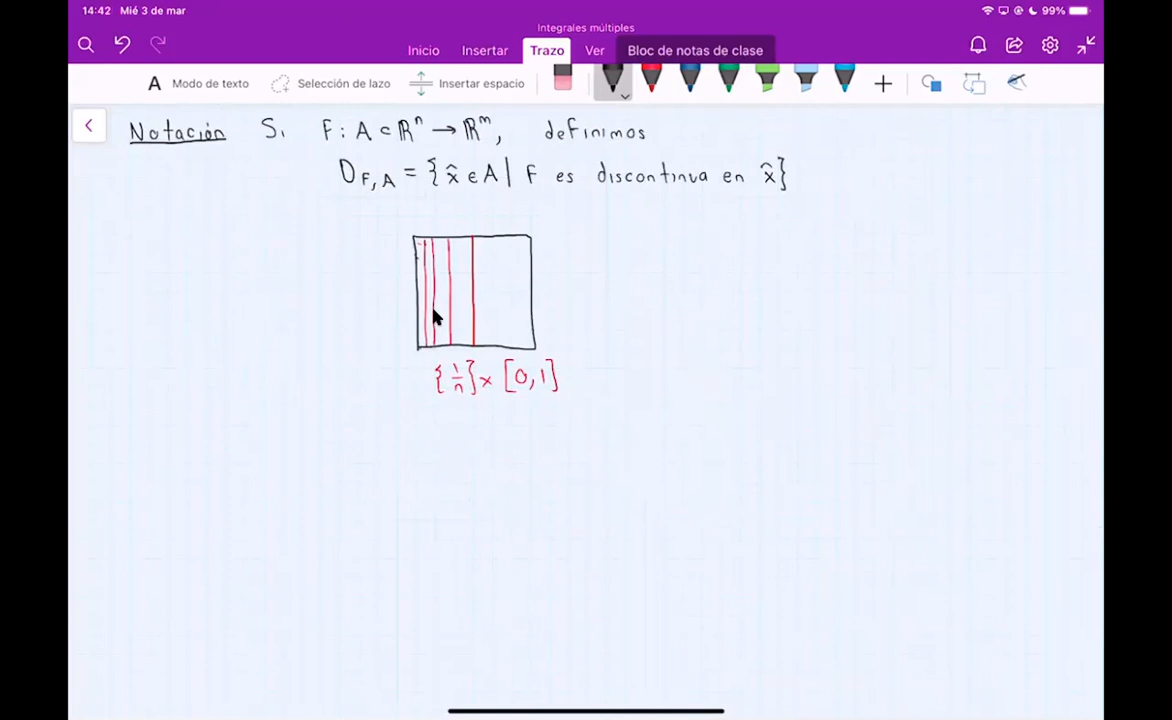 14:42 Mié 3 de mar
99%
Integrales múltiples
Inicio Insertar Trazo Ver Bloc de notas de clase
A Modo de texto Selección de lazo Insertar espacio
Notación Si F: A ⊂ ℝⁿ → ℝᵐ, definimos
D_{F,A} = {x̂ ∈ A | F es discontinua en x̂}
{1/n} × [0,1]